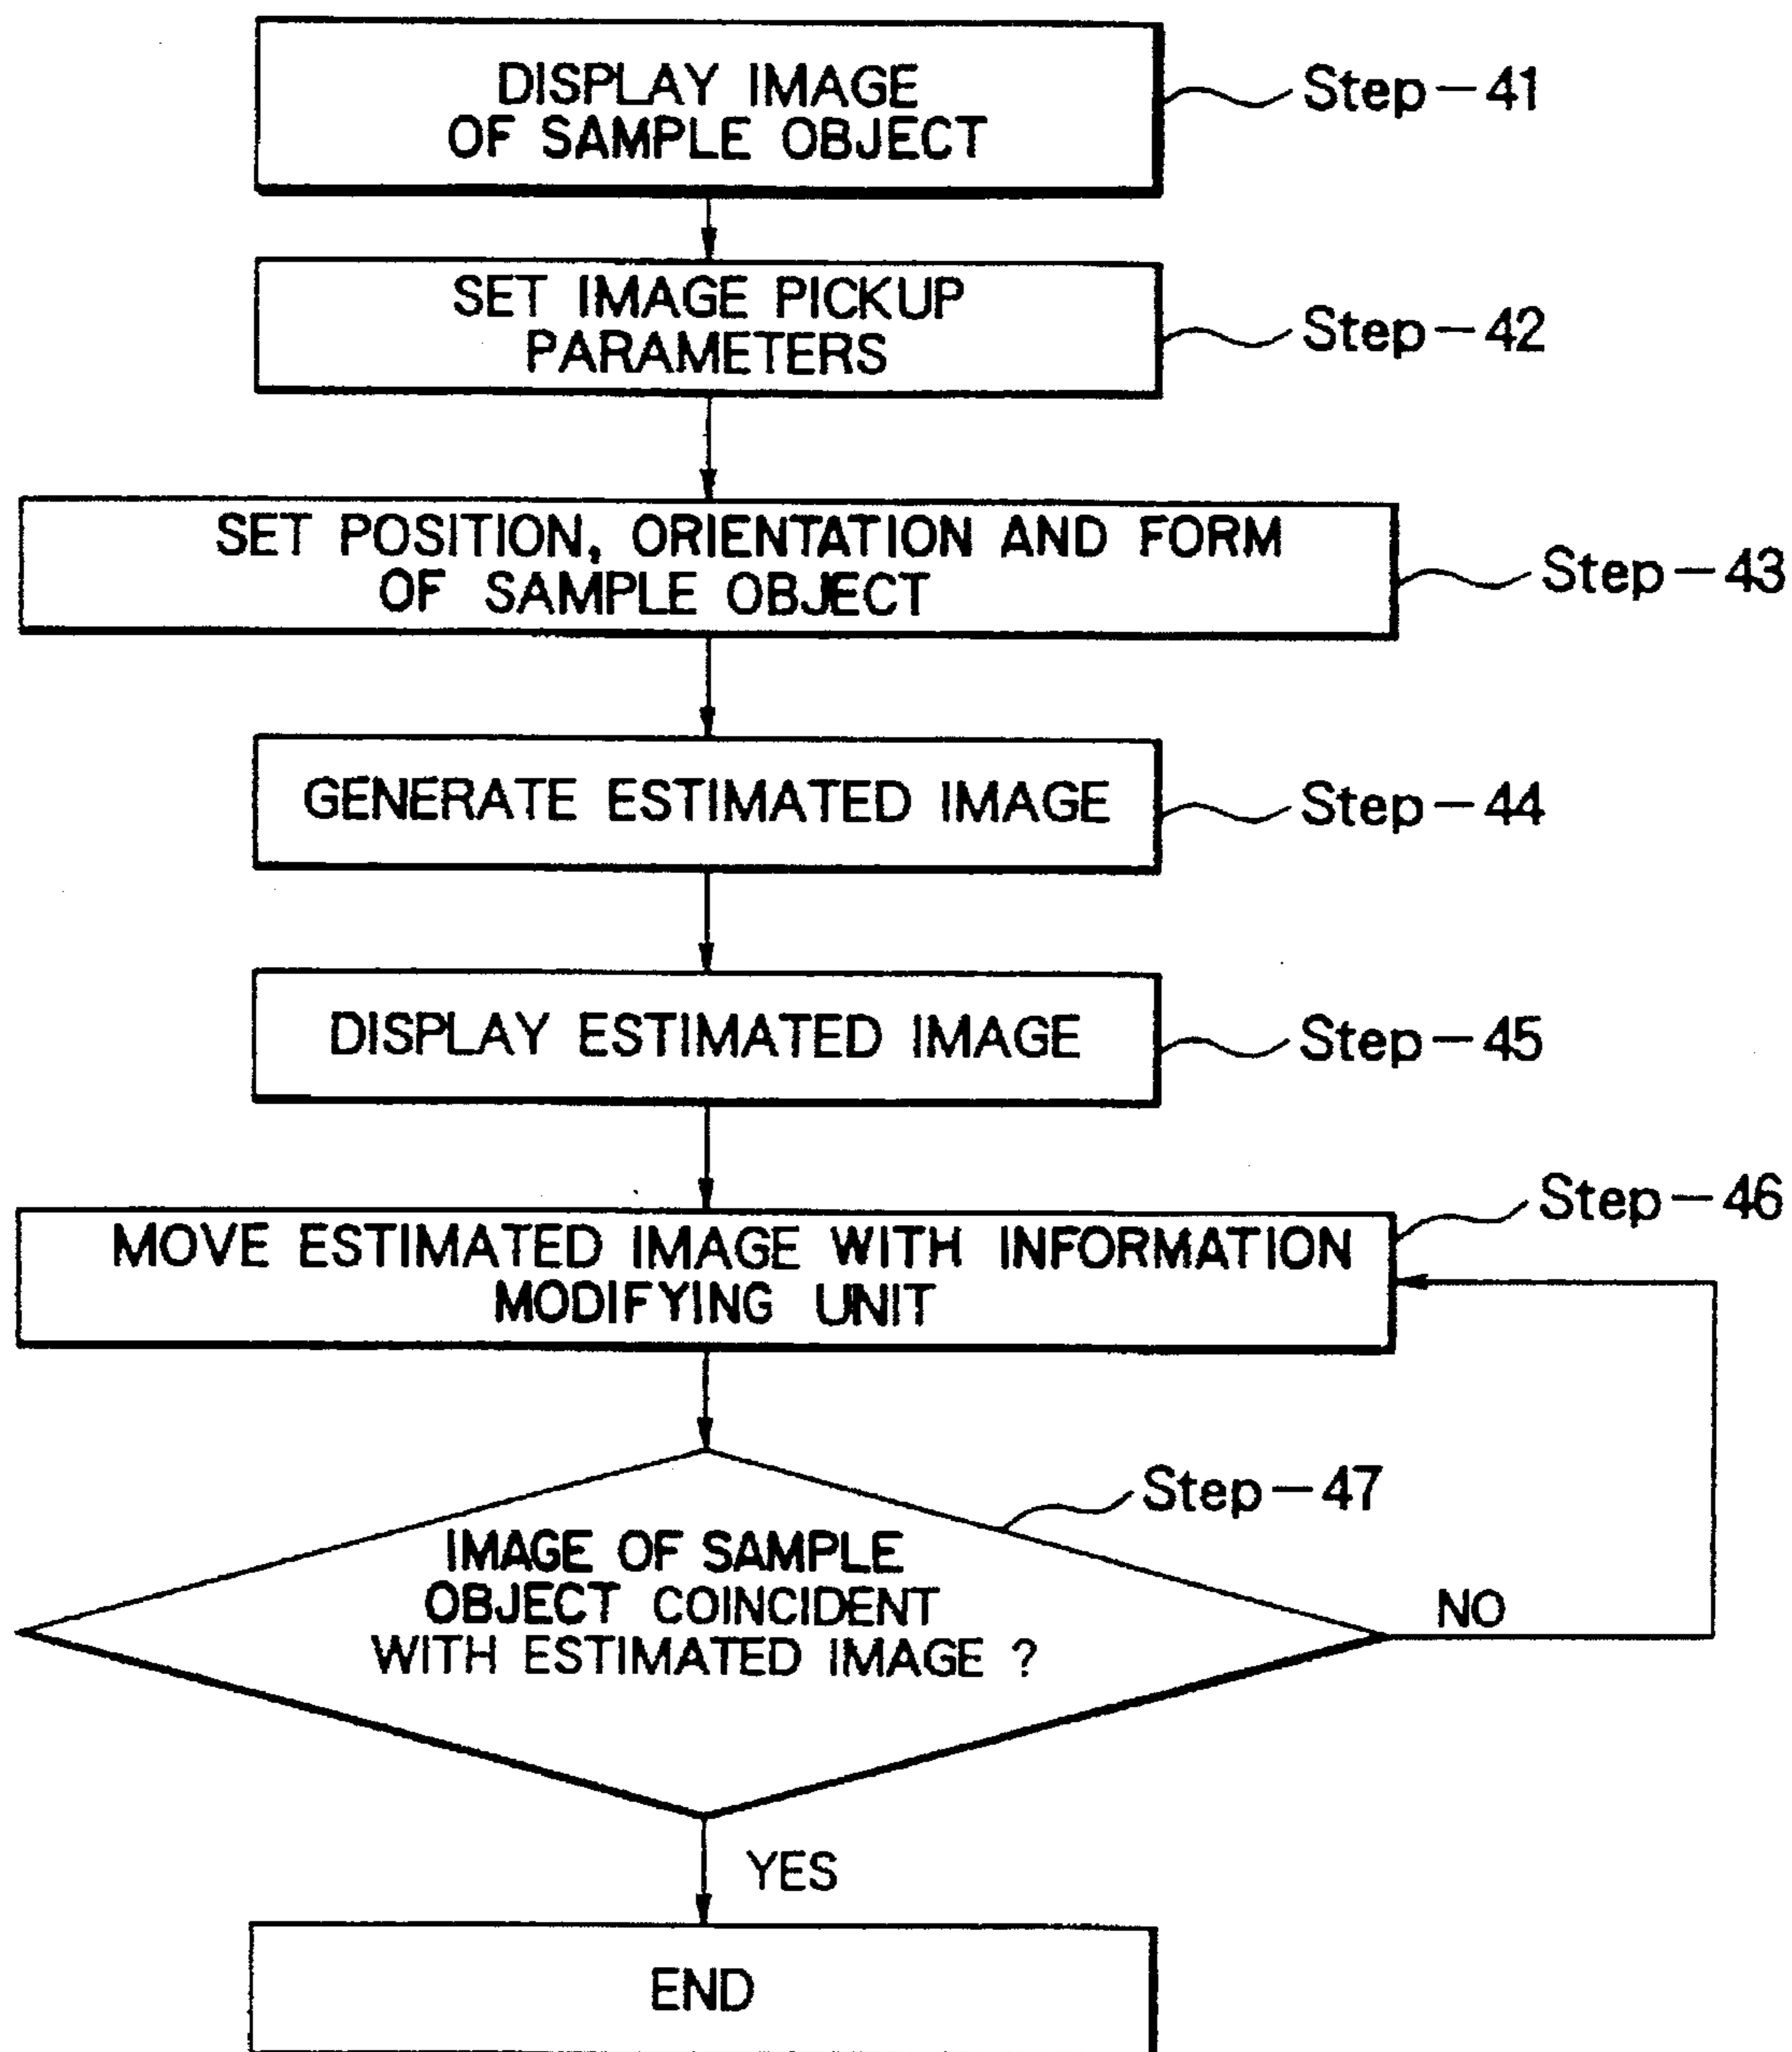 DISPLAY IMAGE
OF SAMPLE OBJECT
Step-41
SET IMAGE PICKUP
PARAMETERS
Step-42
SET POSITION, ORIENTATION AND FORM
OF SAMPLE OBJECT
Step-43
GENERATE ESTIMATED IMAGE
Step-44
DISPLAY ESTIMATED IMAGE
Step-45
MOVE ESTIMATED IMAGE WITH INFORMATION
MODIFYING UNIT
Step-46
Step-47
IMAGE OF SAMPLE
OBJECT COINCIDENT
WITH ESTIMATED IMAGE ?
NO
YES
END